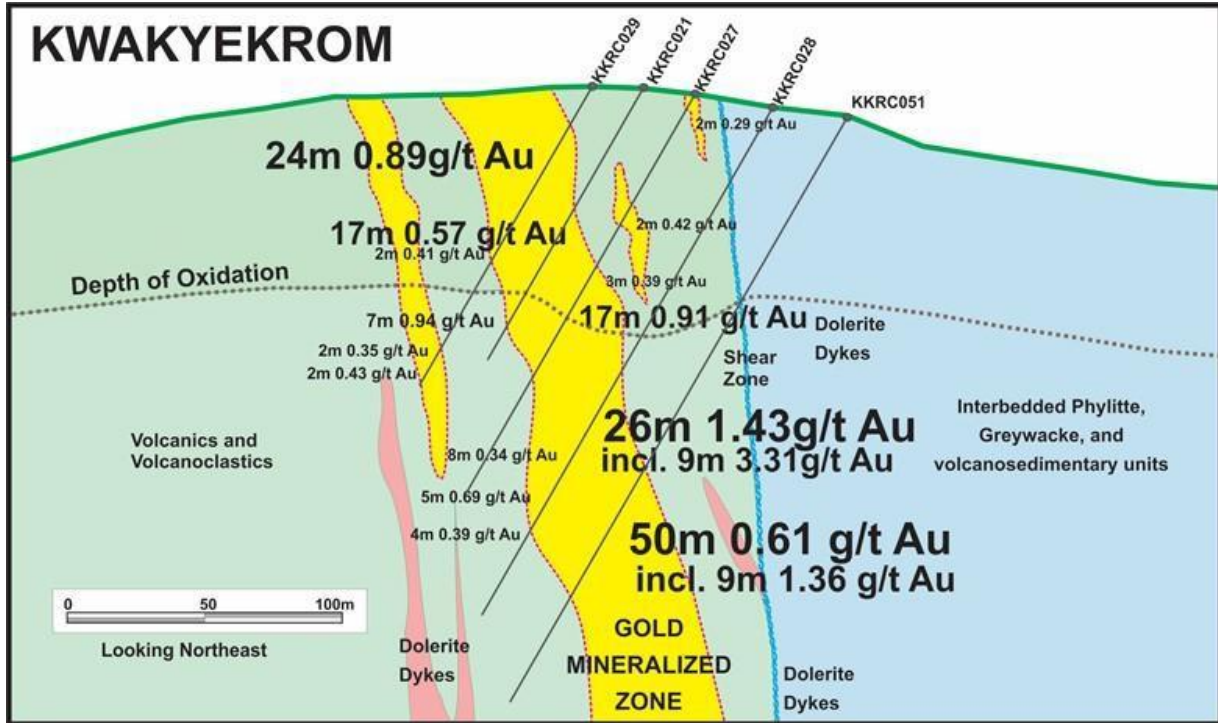 KWAKYEKROM
KKRC029
KKRC021
KKRC027
KKRC028
KKRC051
2m 0.29 g/t Au
24m 0.89g/t Au
17m 0.57 g/t Au
2m 0.42 g/t Au
2m 0.41 g/t Au
Depth of Oxidation
3m 0.39 g/t Au
7m 0.94 g/t Au
17m 0.91 g/t Au
Dolerite
Dykes
2m 0.35 g/t Au
2m 0.43 g/t Au
Shear
Zone
26m 1.43g/t Au
incl. 9m 3.31g/t Au
Interbedded Phylitte,
Greywacke, and
volcanosedimentary units
Volcanics and
Volcanoclastics
8m 0.34 g/t Au
5m 0.69 g/t Au
4m 0.39 g/t Au
50m 0.61 g/t Au
incl. 9m 1.36 g/t Au
0 50 100m
Looking Northeast
Dolerite
Dykes
GOLD
MINERALIZED
ZONE
Dolerite
Dykes